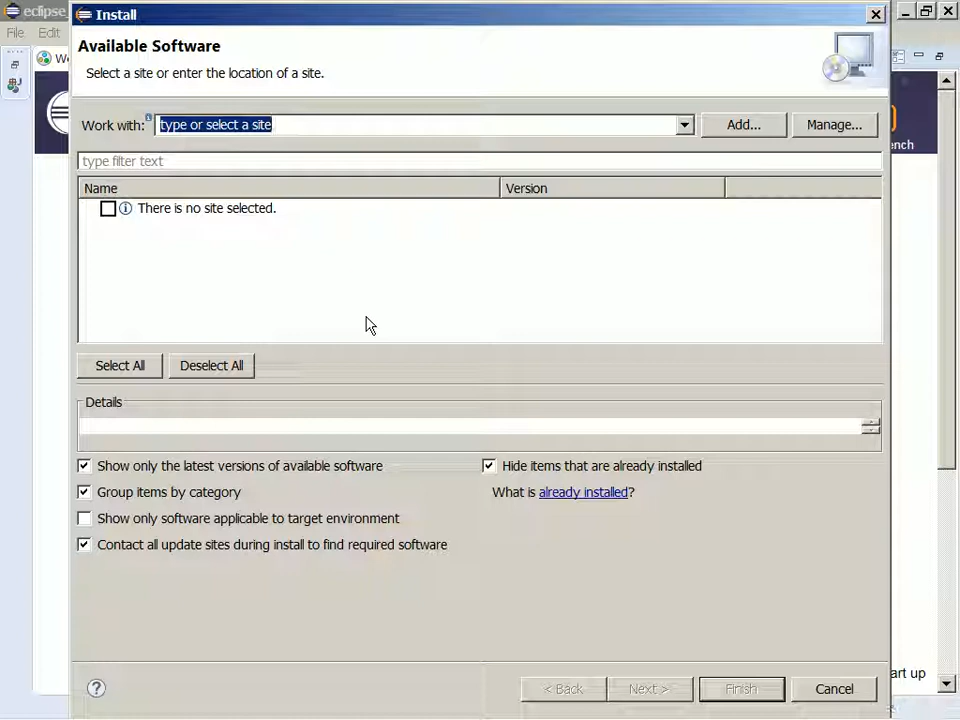 eclipse_
Install
File Edit
We
Available Software
Select a site or enter the location of a site.
Work with:
type or select a site
Add...
Manage...
nch
type filter text
Name
Version
There is no site selected.
Select All
Deselect All
Details
Show only the latest versions of available software
Hide items that are already installed
Group items by category
What is already installed?
Show only software applicable to target environment
Contact all update sites during install to find required software
art up
< Back
Next >
Finish
Cancel